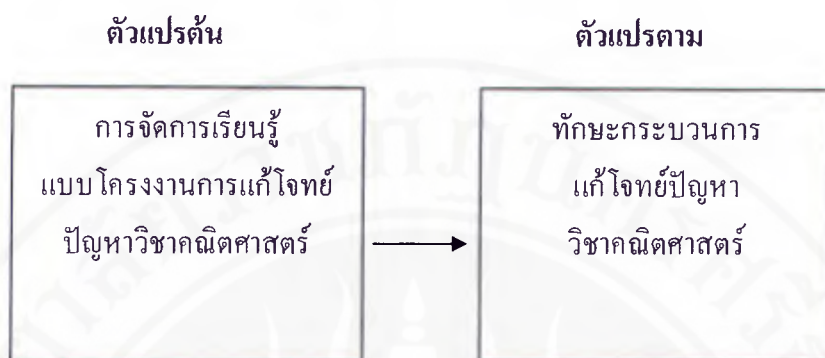 ตัวแปรต้น
ตัวแปรตาม
การจัดการเรียนรู้
แบบโครงงานการแก้โจทย์
ปัญหาวิชาคณิตศาสตร์
ทักษะกระบวนการ
แก้โจทย์ปัญหา
วิชาคณิตศาสตร์